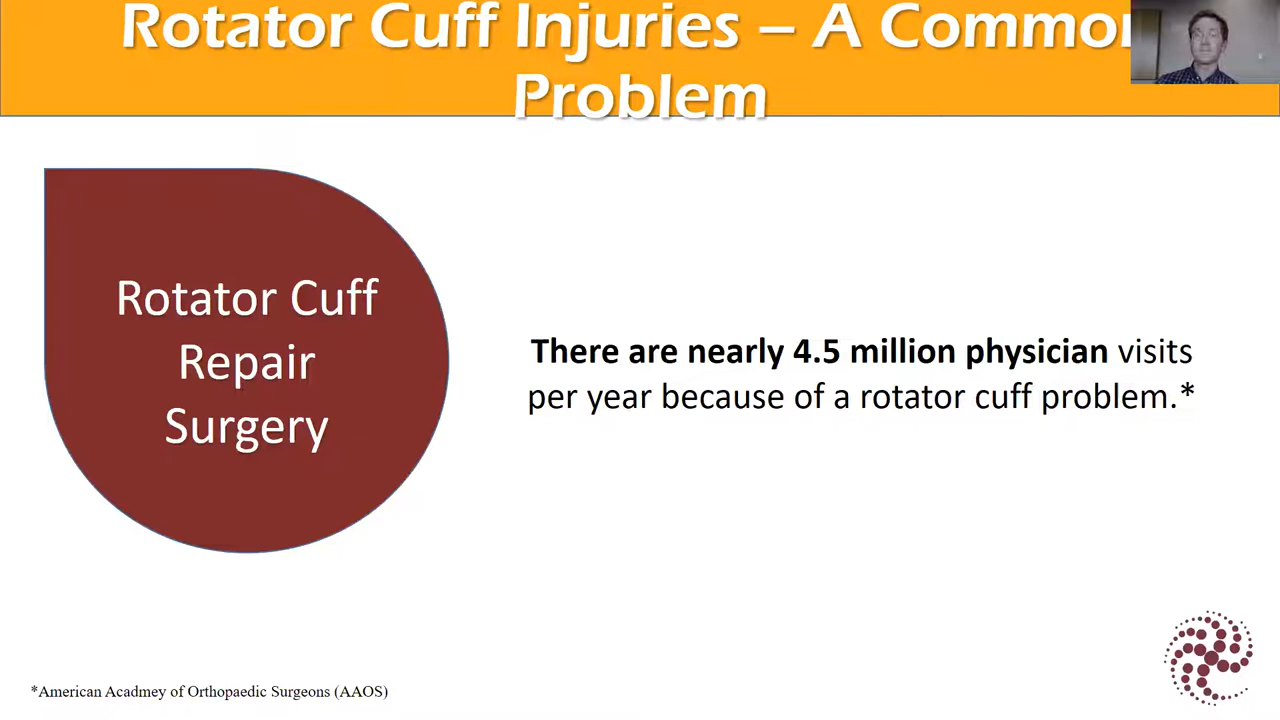 Rotator Cuff Injuries – A Common
Problem
Rotator Cuff
Repair
Surgery
There are nearly 4.5 million physician visits
per year because of a rotator cuff problem.*
*American Acadmey of Orthopaedic Surgeons (AAOS)